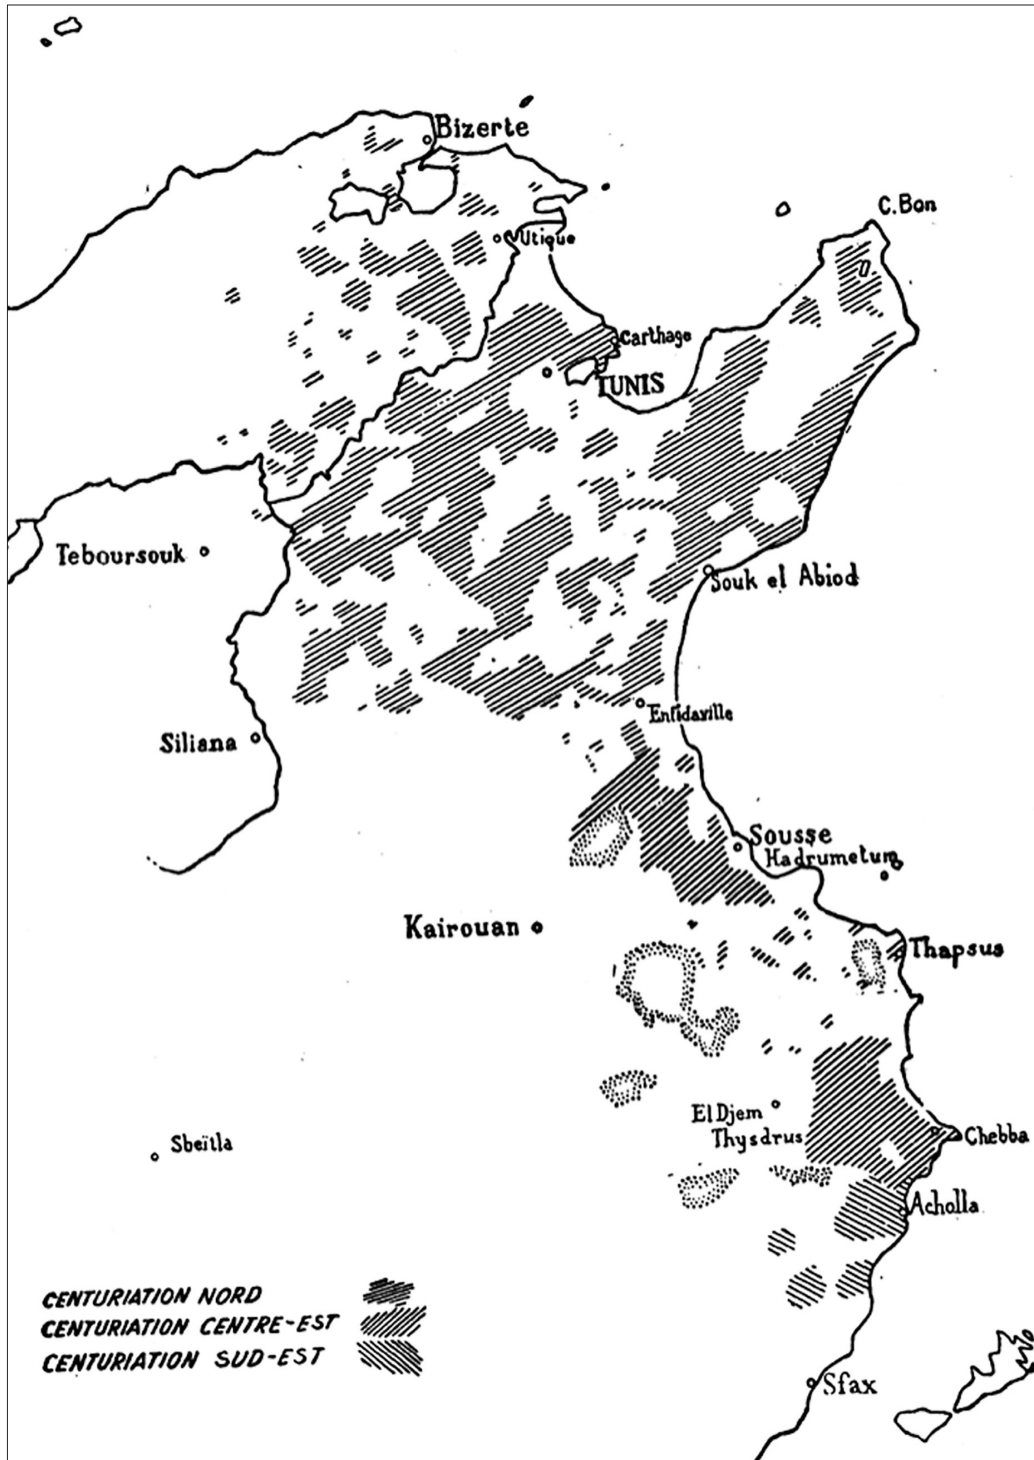 Bizerte
C. Bon
Utique
Carthage
TUNIS
Teboursouk
Souk el Abiod
Enfidaville
Siliana
Sousse
Hadrumetum
Kairouan
Thapsus
El Djem
Thysdrus
Chebba
Sbeïtla
Acholla
CENTURIATION NORD
CENTURIATION CENTRE-EST
CENTURIATION SUD-EST
Sfax